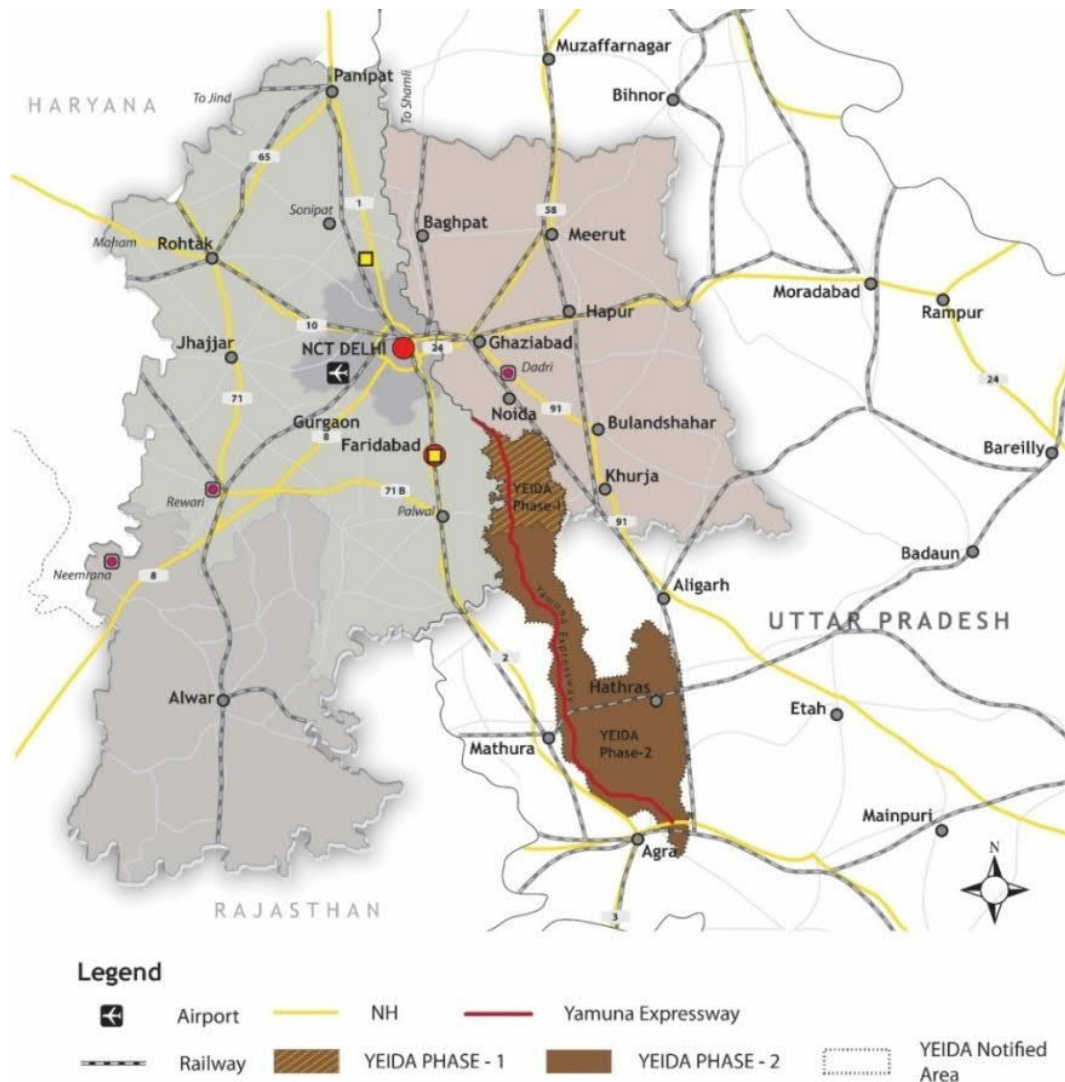 Muzaffarnagar
Panipat
HARYANA
To Jind
To Shamli
Bihnor
65
Sonipat
1
58
Baghpat
Meerut
Maham
Rohtak
Moradabad
Rampur
Hapur
10
NCT DELHI
24
Ghaziabad
Jhajjar
Dadri
24
71
Noida
91
Gurgaon
8
Bulandshahar
Faridabad
Bareilly
Khurja
YEIDA
Phase-1
71 B
Rewari
Palwal
91
Badaun
Neemrana
8
Aligarh
Yamuna Expressway
UTTAR PRADESH
2
Hathras
Alwar
Etah
YEIDA
Phase-2
Mathura
Mainpuri
Agra
N
RAJASTHAN
3
Legend
Airport
NH
Yamuna Expressway
Railway
YEIDA PHASE - 1
YEIDA PHASE - 2
YEIDA Notified
Area